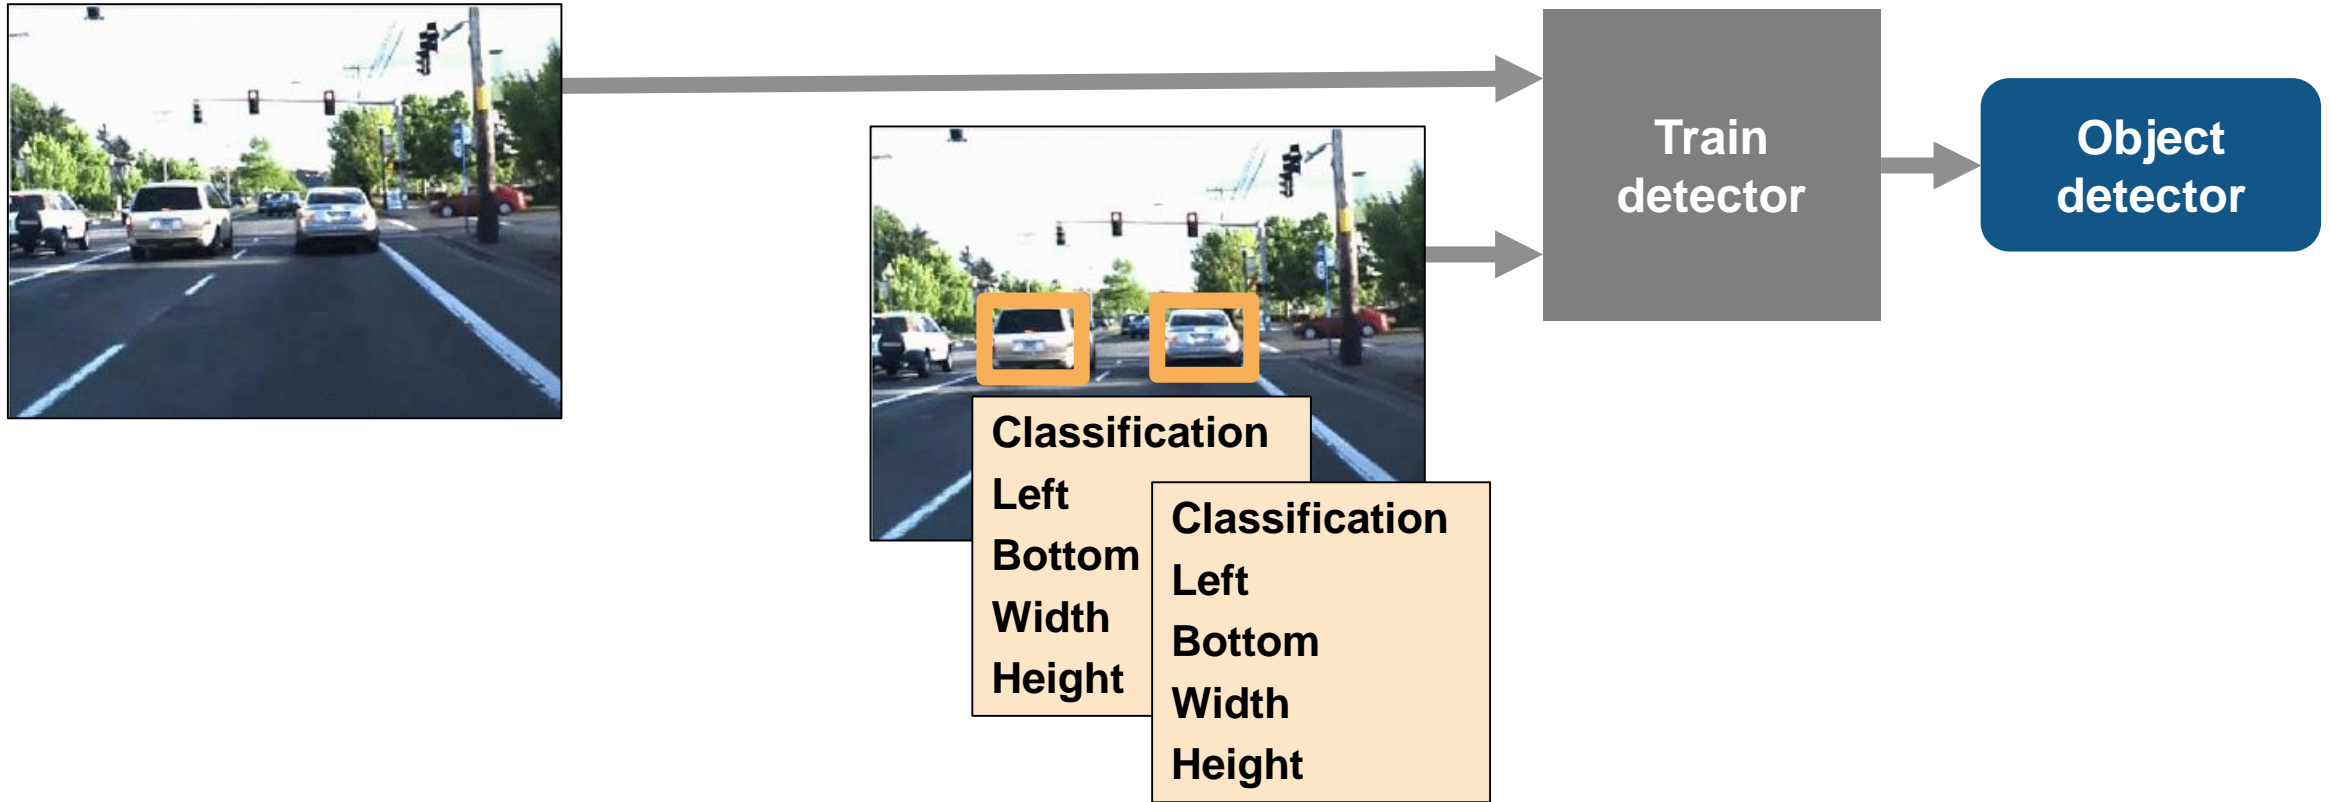 Train
detector
Object
detector
Classification
Left
Bottom
Width
Height
Classification
Left
Bottom
Width
Height